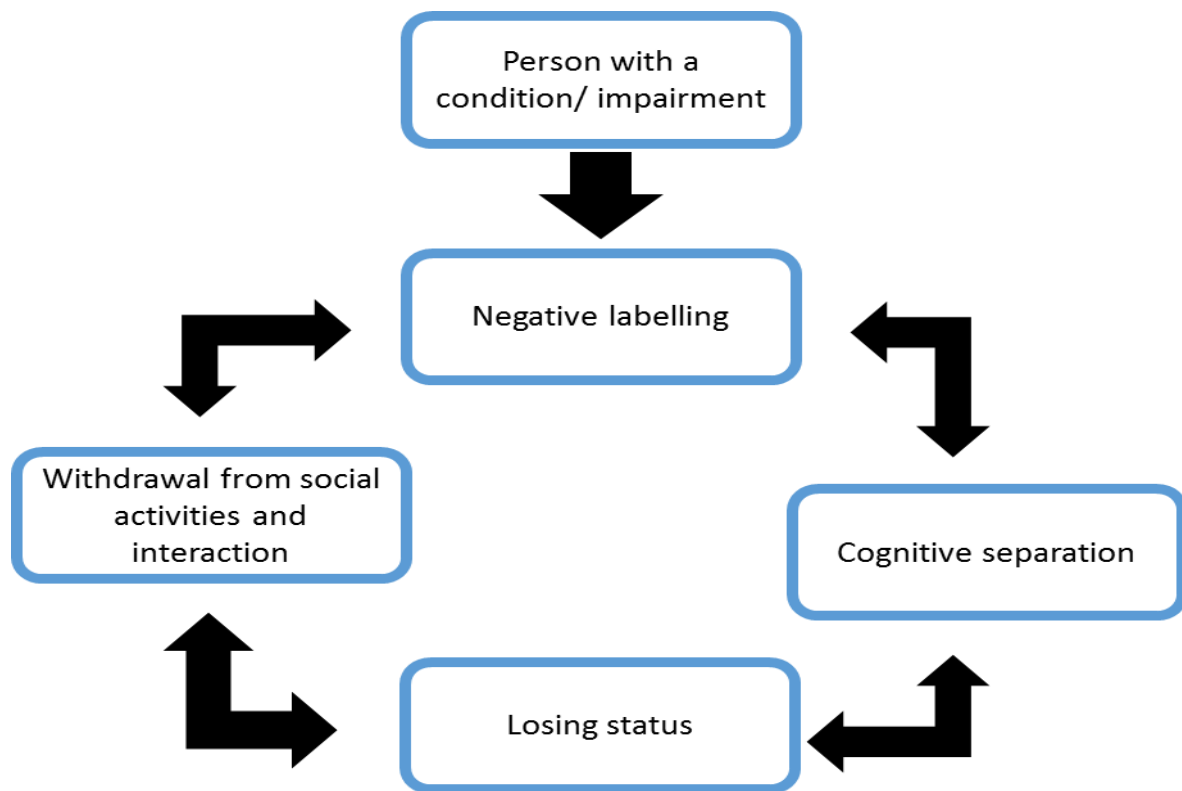 Person with a
condition/ impairment
Negative labelling
Withdrawal from social
activities and
interaction
Cognitive separation
Losing status